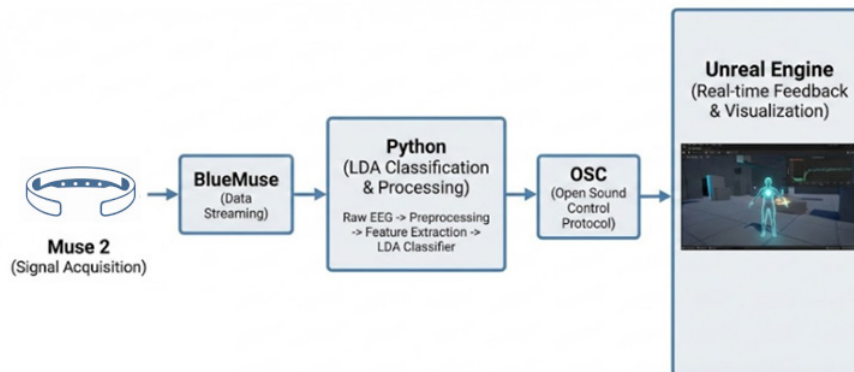 Muse 2
(Signal Acquisition)
BlueMuse
(Data
Streaming)
Python
(LDA Classification
& Processing)
Raw EEG -> Preprocessing
-> Feature Extraction ->
LDA Classifier
OSC
(Open Sound
Control
Protocol)
Unreal Engine
(Real-time Feedback
& Visualization)